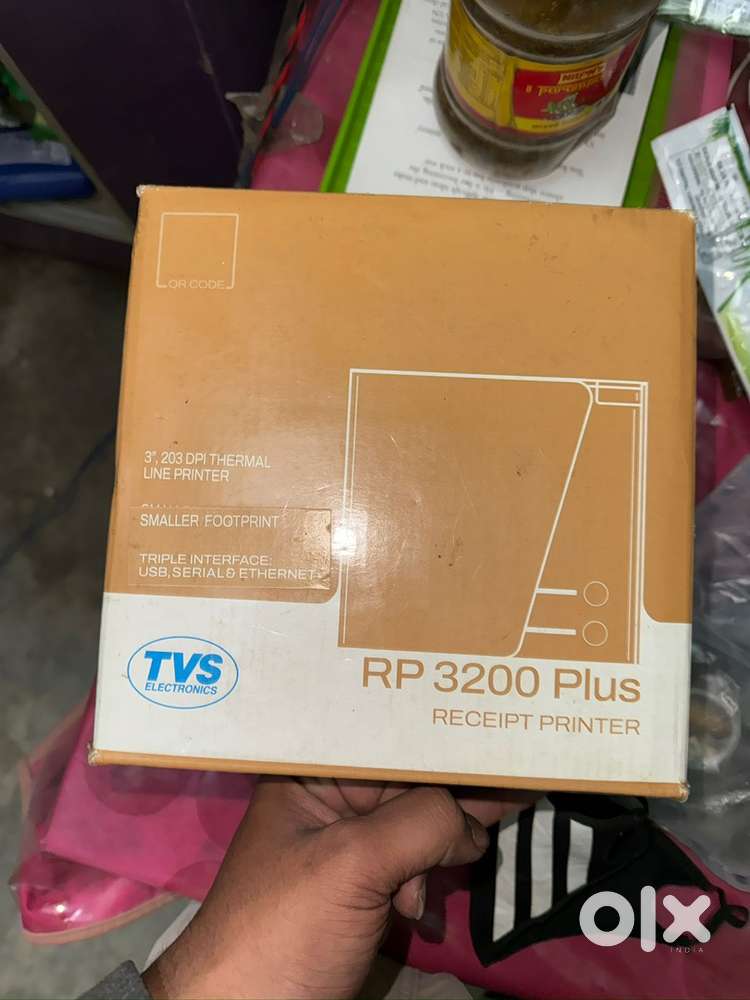 QR CODE
3", 203 DPI THERMAL
LINE PRINTER
SMALLER FOOTPRINT
TRIPLE INTERFACE:
USB, SERIAL & ETHERNET
TVS
ELECTRONICS
RP 3200 Plus
RECEIPT PRINTER
olx
INDIA